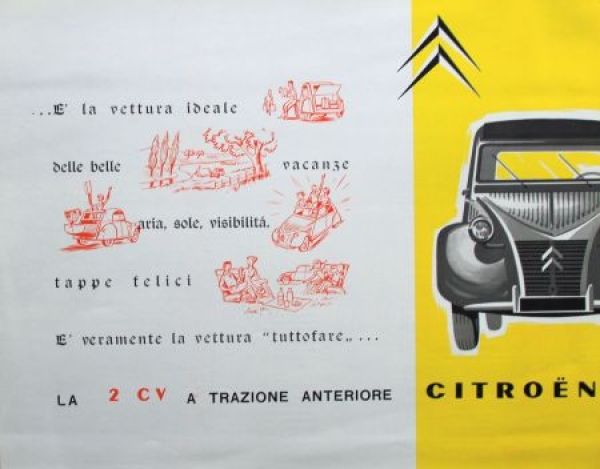 ...E' la vettura ideale
delle belle vacanze
aria, sole, visibilitá,
tappe felici
E' veramente la vettura "tuttofare„...
LA 2 CV A TRAZIONE ANTERIORE
CITROËN